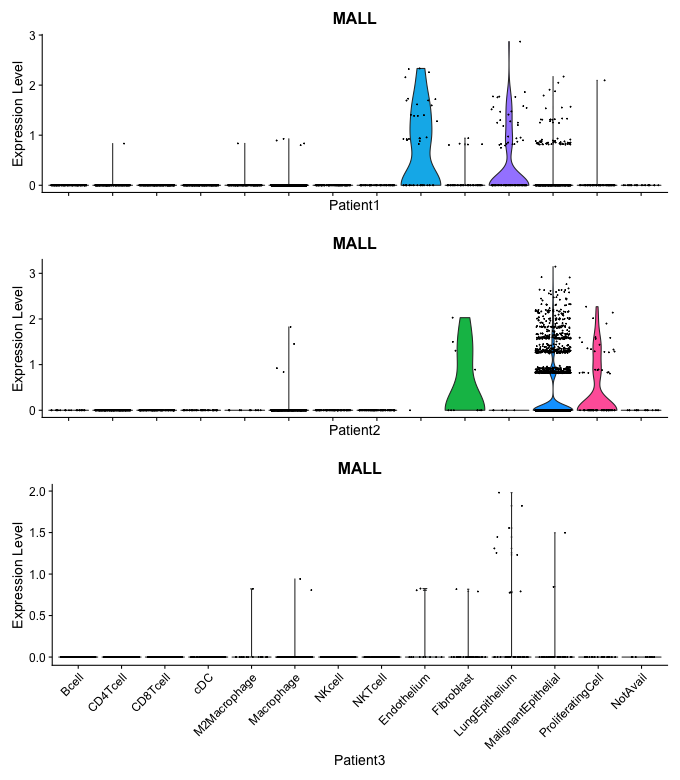 MALL
Expression Level
3
2
1
0
Patient1
MALL
Expression Level
3
2
1
0
Patient2
MALL
Expression Level
2.0
1.5
1.0
0.5
0.0
Bcell
CD4Tcell
CD8Tcell
cDC
M2Macrophage
Macrophage
NKcell
NKTcell
Endothelium
Fibroblast
LungEpithelium
MalignantEpithelial
ProliferatingCell
NotAvail
Patient3